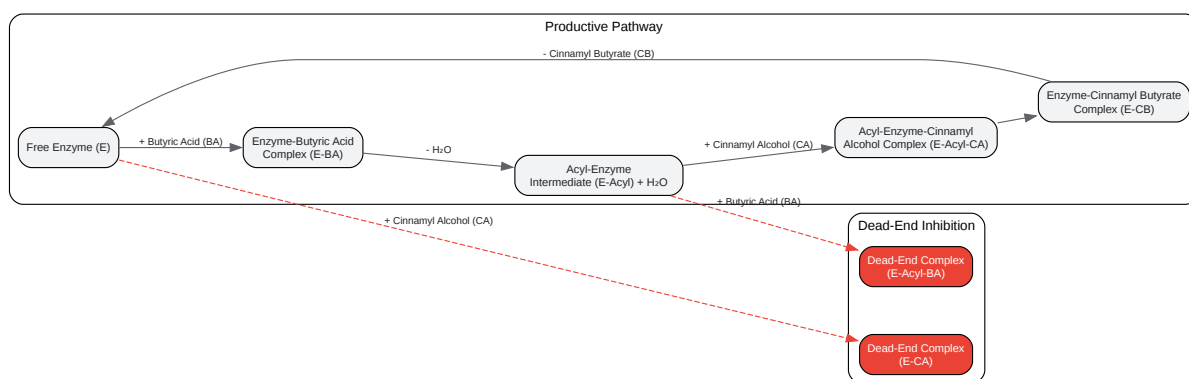 Productive Pathway
- Cinnamyl Butyrate (CB)
Enzyme-Cinnamyl Butyrate
Complex (E-CB)
Free Enzyme (E)
+ Butyric Acid (BA)
Enzyme-Butyric Acid
Complex (E-BA)
- H₂O
Acyl-Enzyme
Intermediate (E-Acyl) + H₂O
+ Cinnamyl Alcohol (CA)
Acyl-Enzyme-Cinnamyl
Alcohol Complex (E-Acyl-CA)
+ Butyric Acid (BA)
+ Cinnamyl Alcohol (CA)
Dead-End Inhibition
Dead-End Complex
(E-Acyl-BA)
Dead-End Complex
(E-CA)